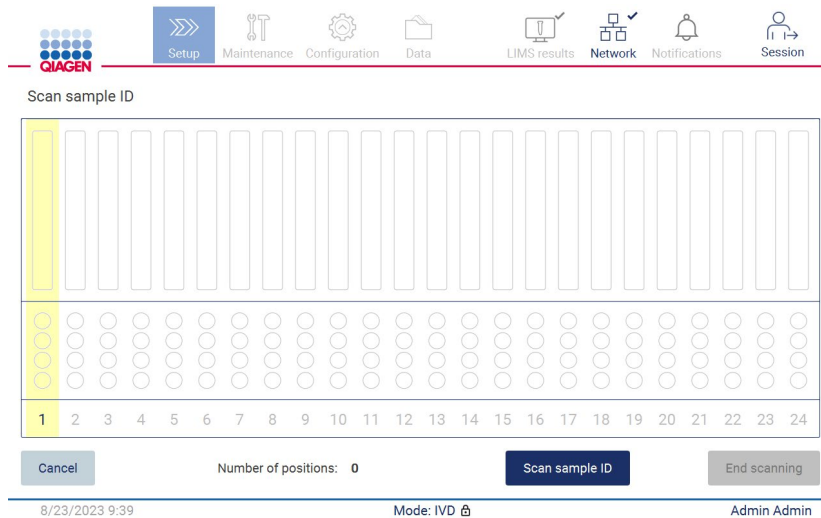 QIAGEN
Setup
Maintenance
Configuration
Data
LIMS results
Network
Notifications
Session
Scan sample ID
1 2 3 4 5 6 7 8 9 10 11 12 13 14 15 16 17 18 19 20 21 22 23 24
Cancel
Number of positions: 0
Scan sample ID
End scanning
8/23/2023 9:39
Mode: IVD
Admin Admin